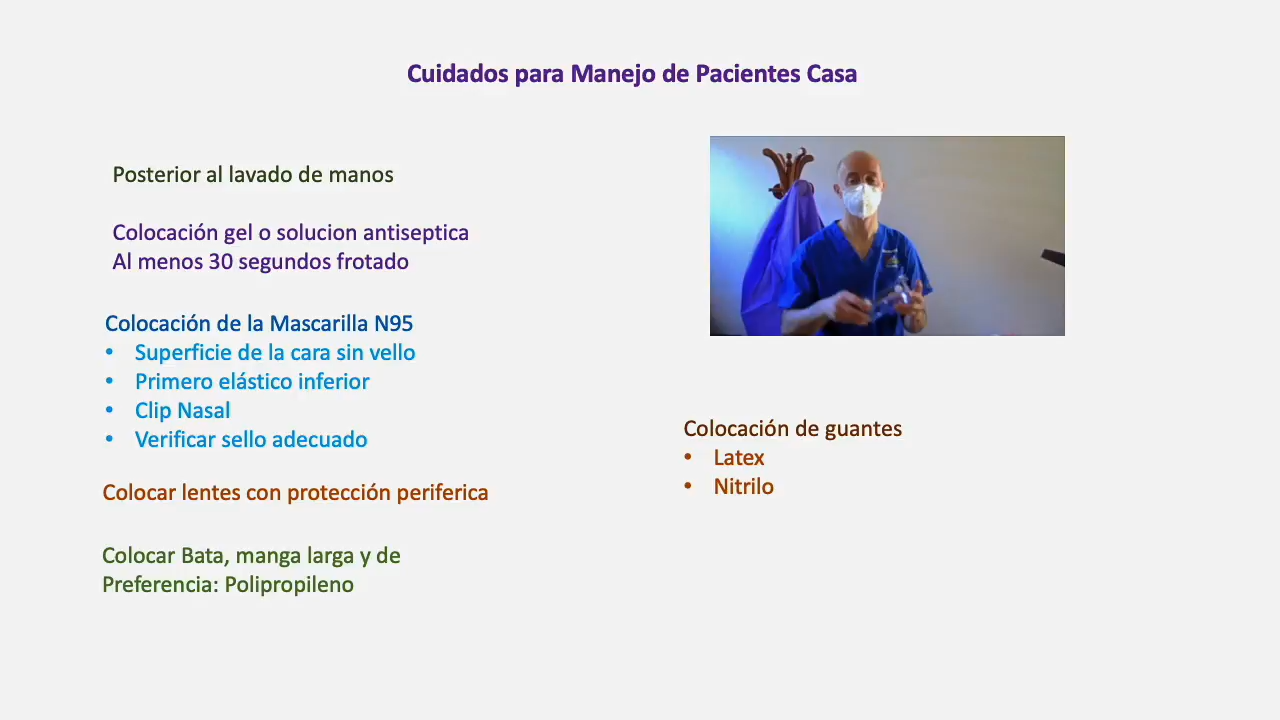 Cuidados para Manejo de Pacientes Casa
Posterior al lavado de manos
Colocación gel o solucion antiseptica
Al menos 30 segundos frotado
Colocación de la Mascarilla N95
• Superficie de la cara sin vello
• Primero elástico inferior
• Clip Nasal
• Verificar sello adecuado
Colocar lentes con protección periferica
Colocar Bata, manga larga y de
Preferencia: Polipropileno
Colocación de guantes
• Latex
• Nitrilo